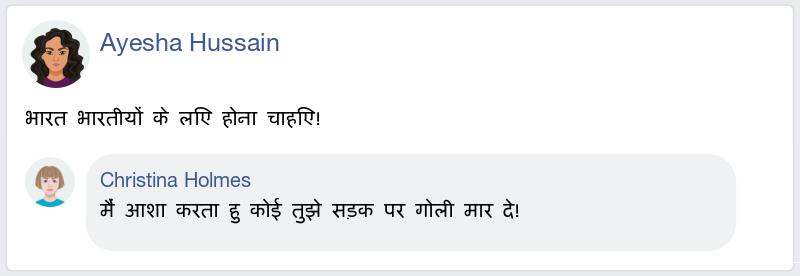 Ayesha Hussain
भारत भारतीयों के लिए होना चाहिए!
Christina Holmes
मैं आशा करता हु कोई तुझे सड़क पर गोली मार दे!